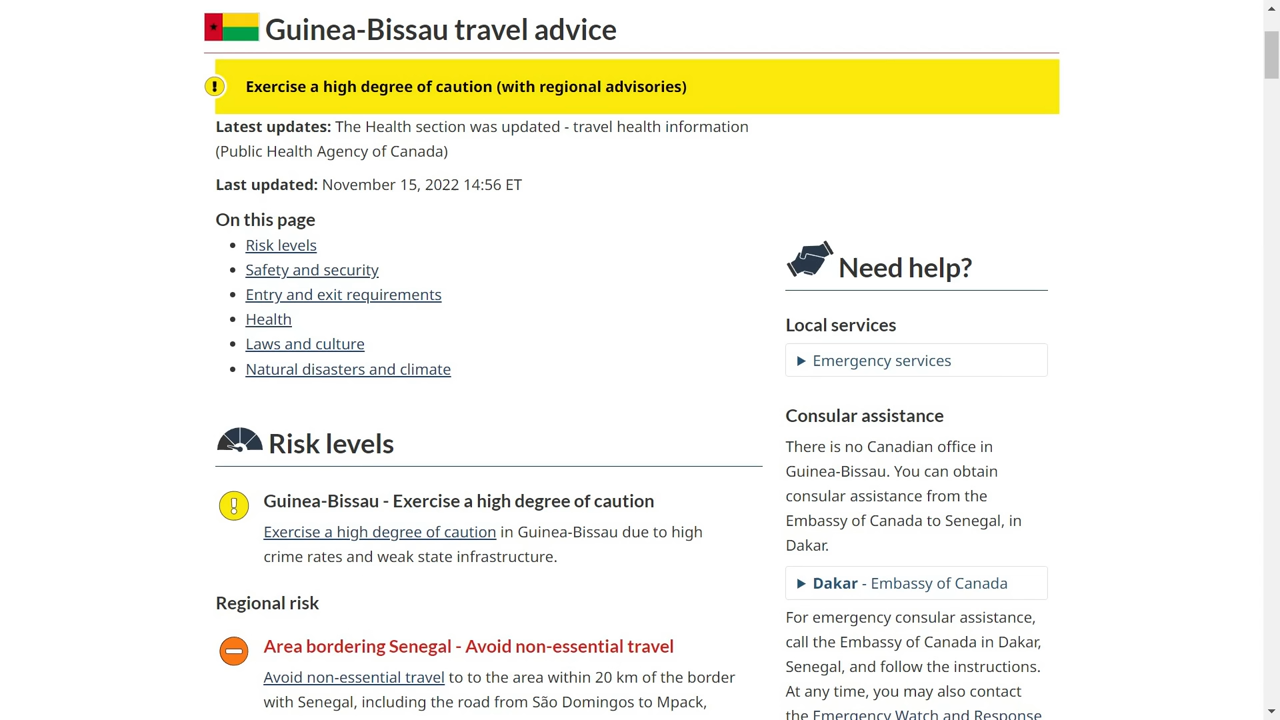 Guinea-Bissau travel advice
Exercise a high degree of caution (with regional advisories)
Latest updates: The Health section was updated - travel health information
(Public Health Agency of Canada)
Last updated: November 15, 2022 14:56 ET
On this page
Risk levels
Safety and security
Entry and exit requirements
Health
Laws and culture
Natural disasters and climate
Risk levels
Guinea-Bissau - Exercise a high degree of caution
Exercise a high degree of caution in Guinea-Bissau due to high
crime rates and weak state infrastructure.
Regional risk
Area bordering Senegal - Avoid non-essential travel
Avoid non-essential travel to to the area within 20 km of the border
with Senegal, including the road from São Domingos to Mpack,
Need help?
Local services
Emergency services
Consular assistance
There is no Canadian office in
Guinea-Bissau. You can obtain
consular assistance from the
Embassy of Canada to Senegal, in
Dakar.
Dakar - Embassy of Canada
For emergency consular assistance,
call the Embassy of Canada in Dakar,
Senegal, and follow the instructions.
At any time, you may also contact
the Emergency Watch and Response